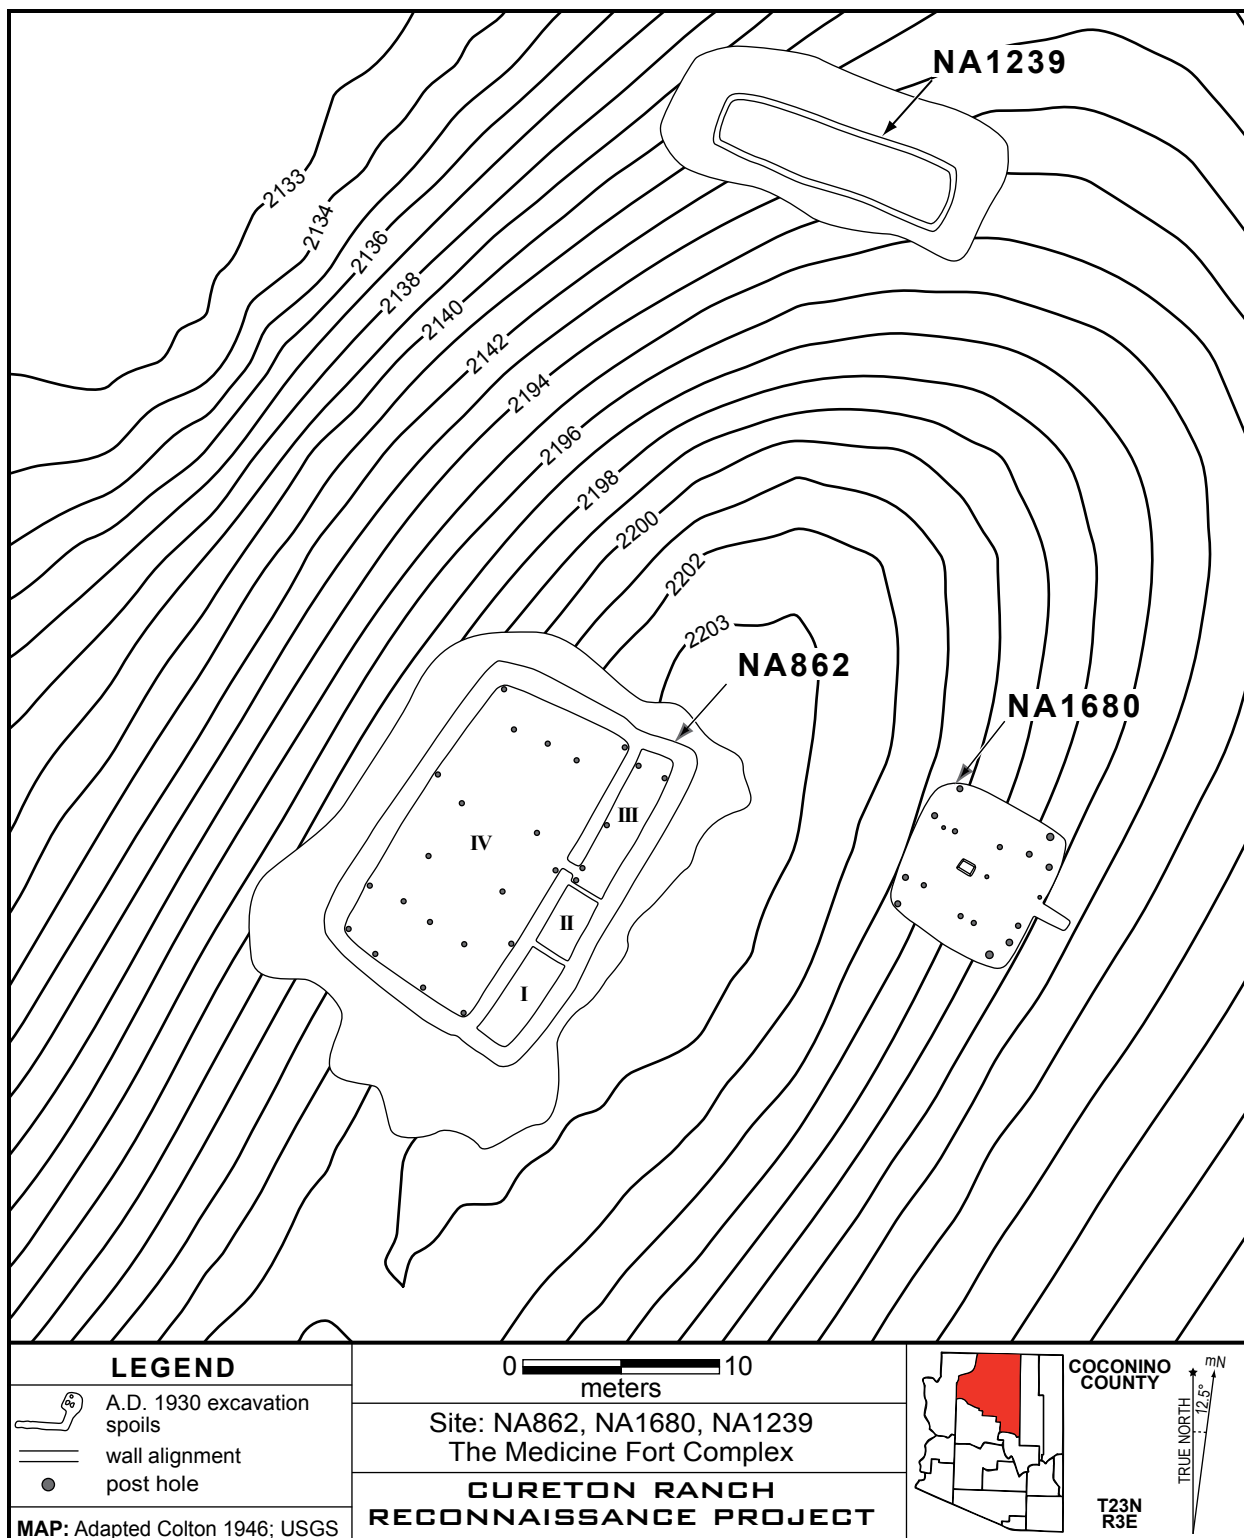 NA1239
2133
2134
2136
2138
2140
2142
2194
2196
2198
2200
2202
2203
NA862
NA1680
III
IV
II
I
LEGEND
A.D. 1930 excavation
spoils
wall alignment
post hole
MAP: Adapted Colton 1946; USGS
0 10
meters
Site: NA862, NA1680, NA1239
The Medicine Fort Complex
CURETON RANCH
RECONNAISSANCE PROJECT
COCONINO
COUNTY
T23N
R3E
TRUE NORTH
mN
12.5°